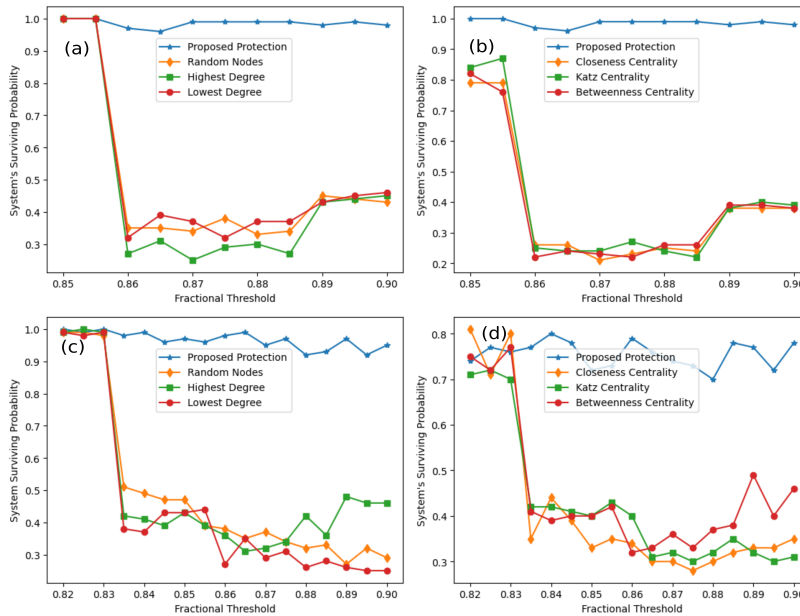 (a)
System's Surviving Probability
1.0
0.9
0.8
0.7
0.6
0.5
0.4
0.3
Proposed Protection
Random Nodes
Highest Degree
Lowest Degree
0.85 0.86 0.87 0.88 0.89 0.90
Fractional Threshold
(b)
System's Surviving Probability
1.0
0.9
0.8
0.7
0.6
0.5
0.4
0.3
0.2
Proposed Protection
Closeness Centrality
Katz Centrality
Betweenness Centrality
0.85 0.86 0.87 0.88 0.89 0.90
Fractional Threshold
(c)
System Surviving Probability
1.0
0.9
0.8
0.7
0.6
0.5
0.4
0.3
Proposed Protection
Random Nodes
Highest Degree
Lowest Degree
0.82 0.83 0.84 0.85 0.86 0.87 0.88 0.89 0.90
Fractional Threshold
(d)
System's Surviving Probability
0.8
0.7
0.6
0.5
0.4
0.3
Proposed Protection
Closeness Centrality
Katz Centrality
Betweenness Centrality
0.82 0.83 0.84 0.85 0.86 0.87 0.88 0.89 0.90
Fractional Threshold